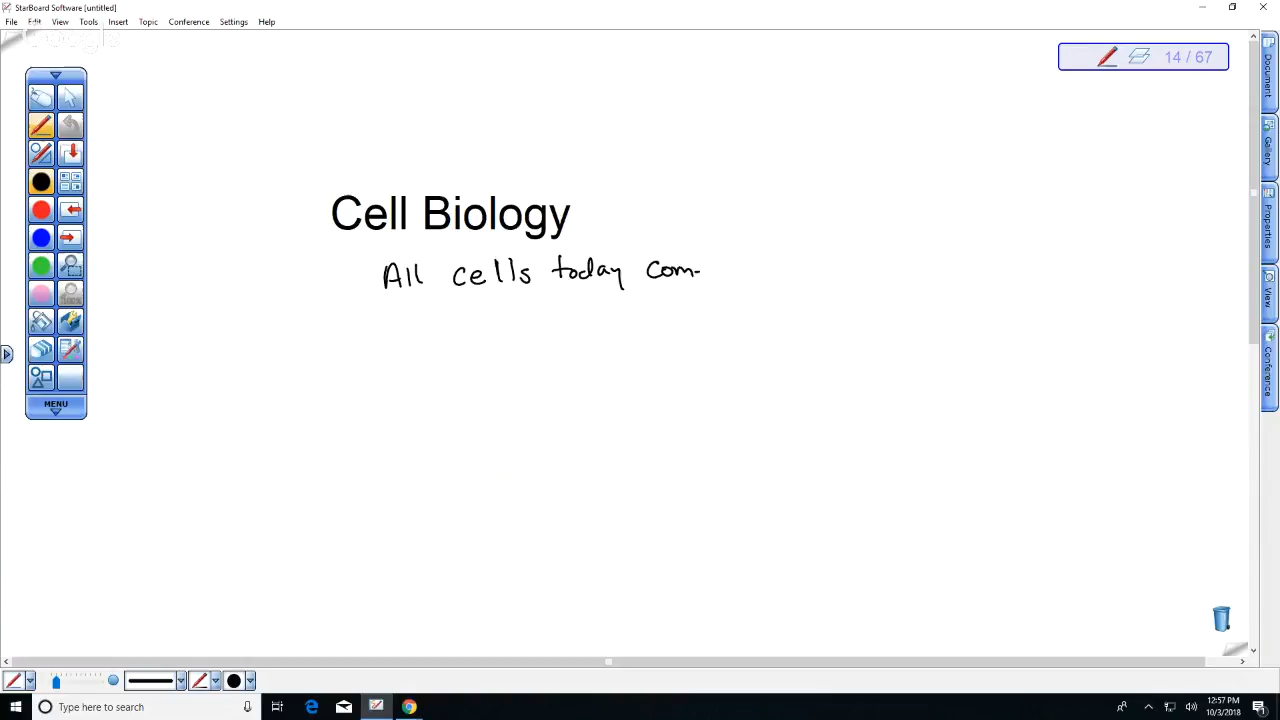 StarBoard Software [untitled]
File Edit View Tools Insert Topic Conference Settings Help
14 / 67
Document
Gallery
Properties
View
Conference
MENU
Cell Biology
All cells today com
Type here to search
12:57 PM
10/3/2018